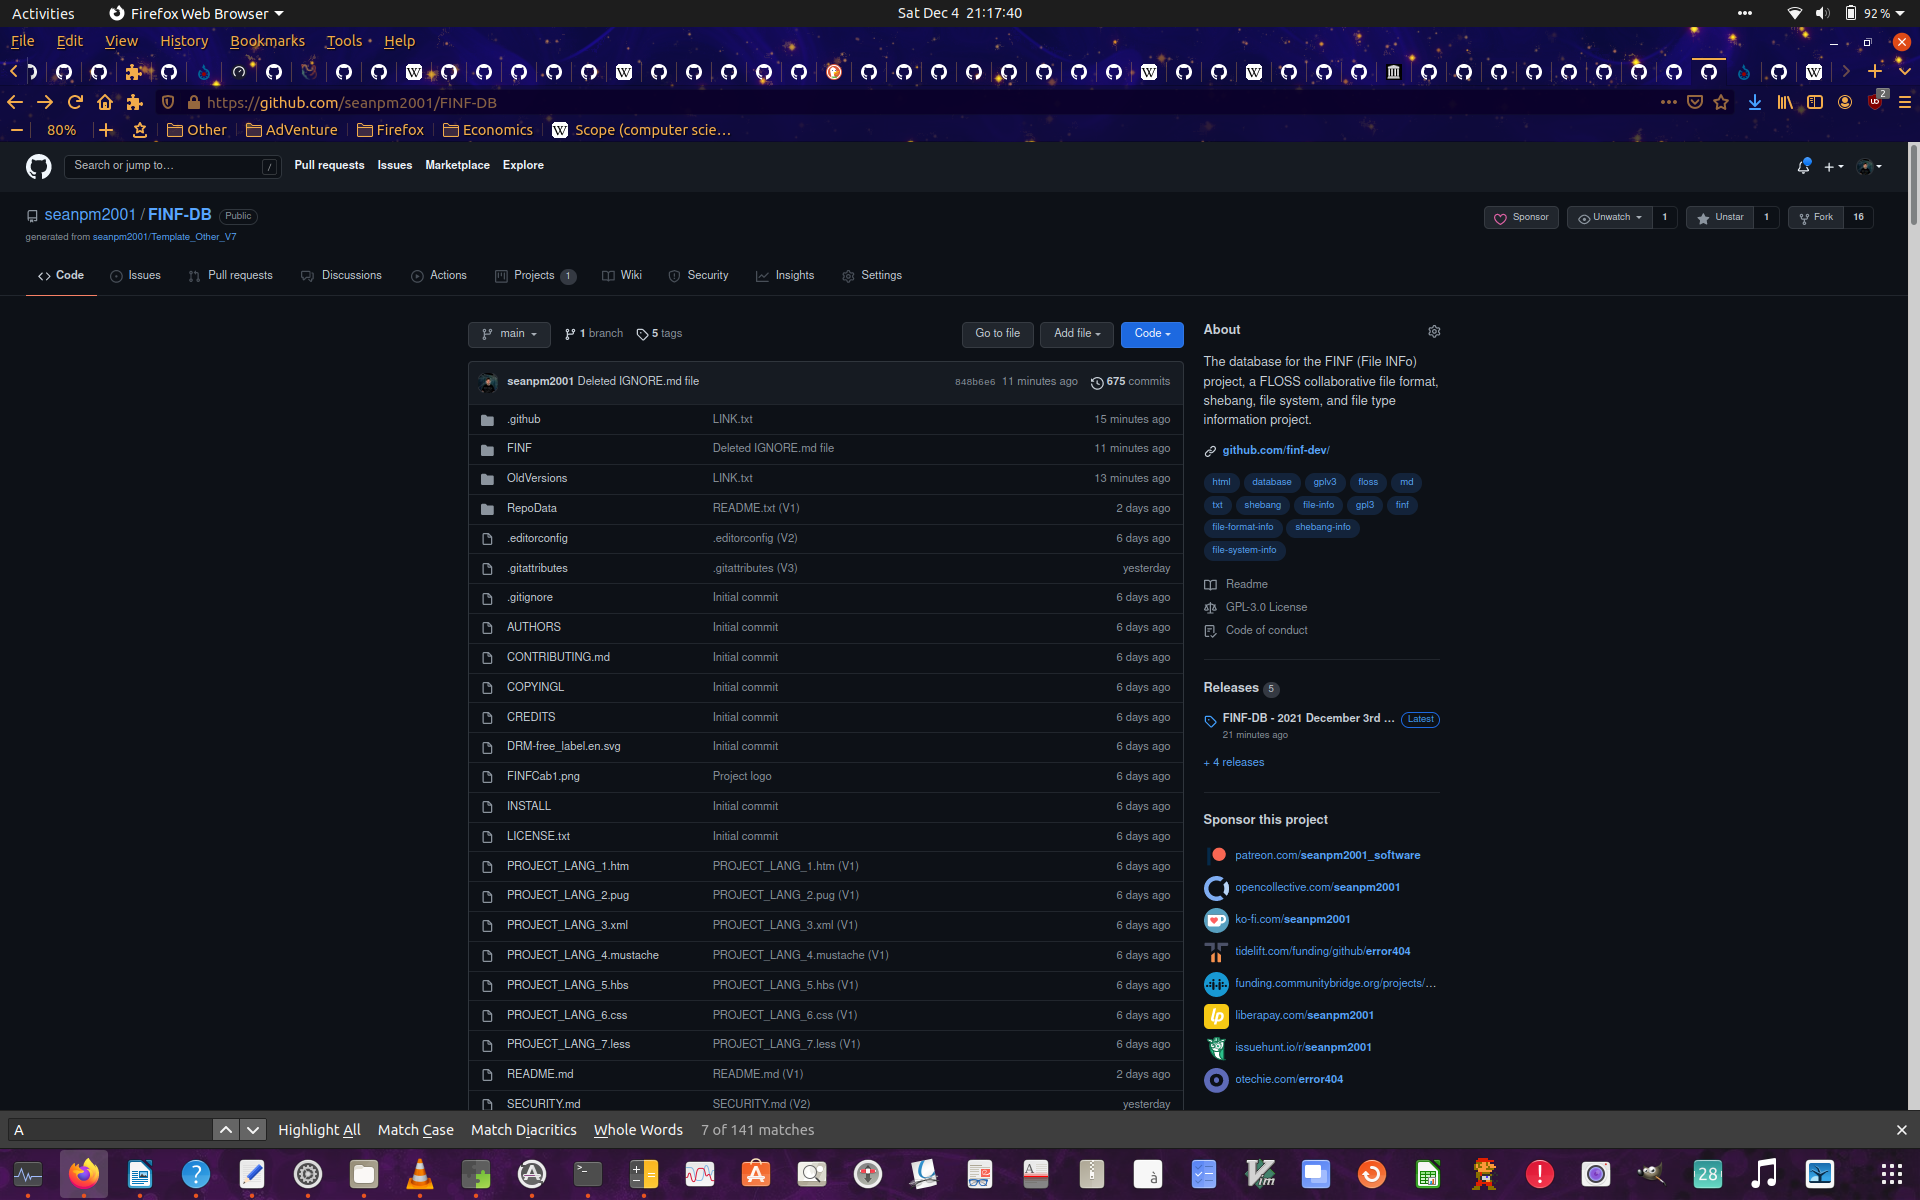 Activities Firefox Web Browser Sat Dec 4 21:17:40 92 %
File Edit View History Bookmarks Tools Help
https://github.com/seanpm2001/FINF-DB 2
80% Other AdVenture Firefox Economics Scope (computer scie…
Search or jump to… / Pull requests Issues Marketplace Explore
seanpm2001 / FINF-DB Public Sponsor Unwatch 1 Unstar 1 Fork 16
generated from seanpm2001/Template_Other_V7
Code Issues Pull requests Discussions Actions Projects 1 Wiki Security Insights Settings
main 1 branch 5 tags Go to file Add file Code
seanpm2001 Deleted IGNORE.md file 848b6e6 11 minutes ago 675 commits
.github LINK.txt 15 minutes ago
FINF Deleted IGNORE.md file 11 minutes ago
OldVersions LINK.txt 13 minutes ago
RepoData README.txt (V1) 2 days ago
.editorconfig .editorconfig (V2) 6 days ago
.gitattributes .gitattributes (V3) yesterday
.gitignore Initial commit 6 days ago
AUTHORS Initial commit 6 days ago
CONTRIBUTING.md Initial commit 6 days ago
COPYINGL Initial commit 6 days ago
CREDITS Initial commit 6 days ago
DRM-free_label.en.svg Initial commit 6 days ago
FINFCab1.png Project logo 6 days ago
INSTALL Initial commit 6 days ago
LICENSE.txt Initial commit 6 days ago
PROJECT_LANG_1.htm PROJECT_LANG_1.htm (V1) 6 days ago
PROJECT_LANG_2.pug PROJECT_LANG_2.pug (V1) 6 days ago
PROJECT_LANG_3.xml PROJECT_LANG_3.xml (V1) 6 days ago
PROJECT_LANG_4.mustache PROJECT_LANG_4.mustache (V1) 6 days ago
PROJECT_LANG_5.hbs PROJECT_LANG_5.hbs (V1) 6 days ago
PROJECT_LANG_6.css PROJECT_LANG_6.css (V1) 6 days ago
PROJECT_LANG_7.less PROJECT_LANG_7.less (V1) 6 days ago
README.md README.md (V1) 2 days ago
SECURITY.md SECURITY.md (V2) yesterday
About
The database for the FINF (File INFo)
project, a FLOSS collaborative file format,
shebang, file system, and file type
information project.
github.com/finf-dev/
html database gplv3 floss md
txt shebang file-info gpl3 finf
file-format-info shebang-info
file-system-info
Readme
GPL-3.0 License
Code of conduct
Releases 5
FINF-DB - 2021 December 3rd ... Latest
21 minutes ago
+ 4 releases
Sponsor this project
patreon.com/seanpm2001_software
opencollective.com/seanpm2001
ko-fi.com/seanpm2001
tidelift.com/funding/github/error404
funding.communitybridge.org/projects/...
liberapay.com/seanpm2001
issuehunt.io/r/seanpm2001
otechie.com/error404
A Highlight All Match Case Match Diacritics Whole Words 7 of 141 matches
28